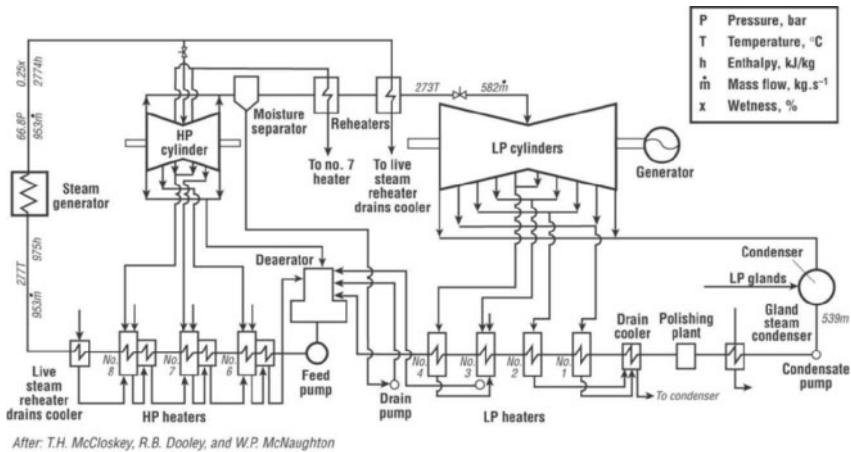 P Pressure, bar
T Temperature, °C
h Enthalpy, kJ/kg
ṁ Mass flow, kg.s⁻¹
x Wetness, %
0.25x
2774h
66.8P
953ṁ
HP
cylinder
Moisture
separator
Reheaters
273T
582ṁ
To no. 7
heater
To live
steam
reheater
drains cooler
LP cylinders
Generator
Steam
generator
277T
975h
953ṁ
Deaerator
Condenser
LP glands
Gland
steam
condenser
539m
Drain
cooler
Polishing
plant
Condensate
pump
To condenser
No.
8
No.
7
No.
6
No.
4
No.
3
No.
2
No.
1
Live
steam
reheater
drains cooler
HP heaters
Feed
pump
Drain
pump
LP heaters
After: T.H. McCloskey, R.B. Dooley, and W.P. McNaughton